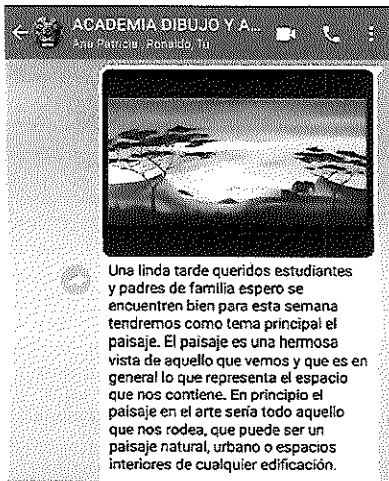 ACADEMIA DIBUJO Y A...
Ana Patricia, Ronaldo, Tú
Una linda tarde queridos estudiantes
y padres de familia espero se
encuentren bien para esta semana
tendremos como tema principal el
paisaje. El paisaje es una hermosa
vista de aquello que vemos y que es en
general lo que representa el espacio
que nos contiene. En principio el
paisaje en el arte sería todo aquello
que nos rodea, que puede ser un
paisaje natural, urbano o espacios
interiores de cualquier edificación.